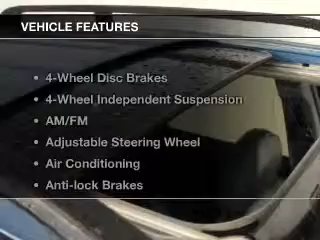 VEHICLE FEATURES
• 4-Wheel Disc Brakes
• 4-Wheel Independent Suspension
• AM/FM
• Adjustable Steering Wheel
• Air Conditioning
• Anti-lock Brakes